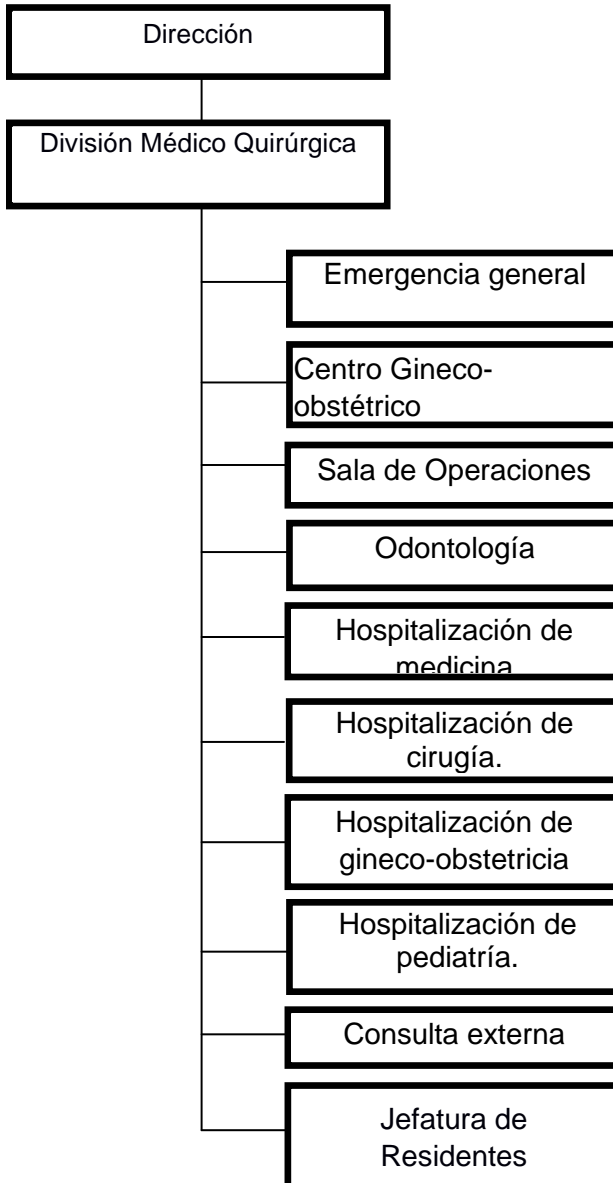 Dirección
División Médico Quirúrgica
Emergencia general
Centro Gineco-
obstétrico
Sala de Operaciones
Odontología
Hospitalización de
medicina
Hospitalización de
cirugía.
Hospitalización de
gineco-obstetricia
Hospitalización de
pediatría.
Consulta externa
Jefatura de
Residentes